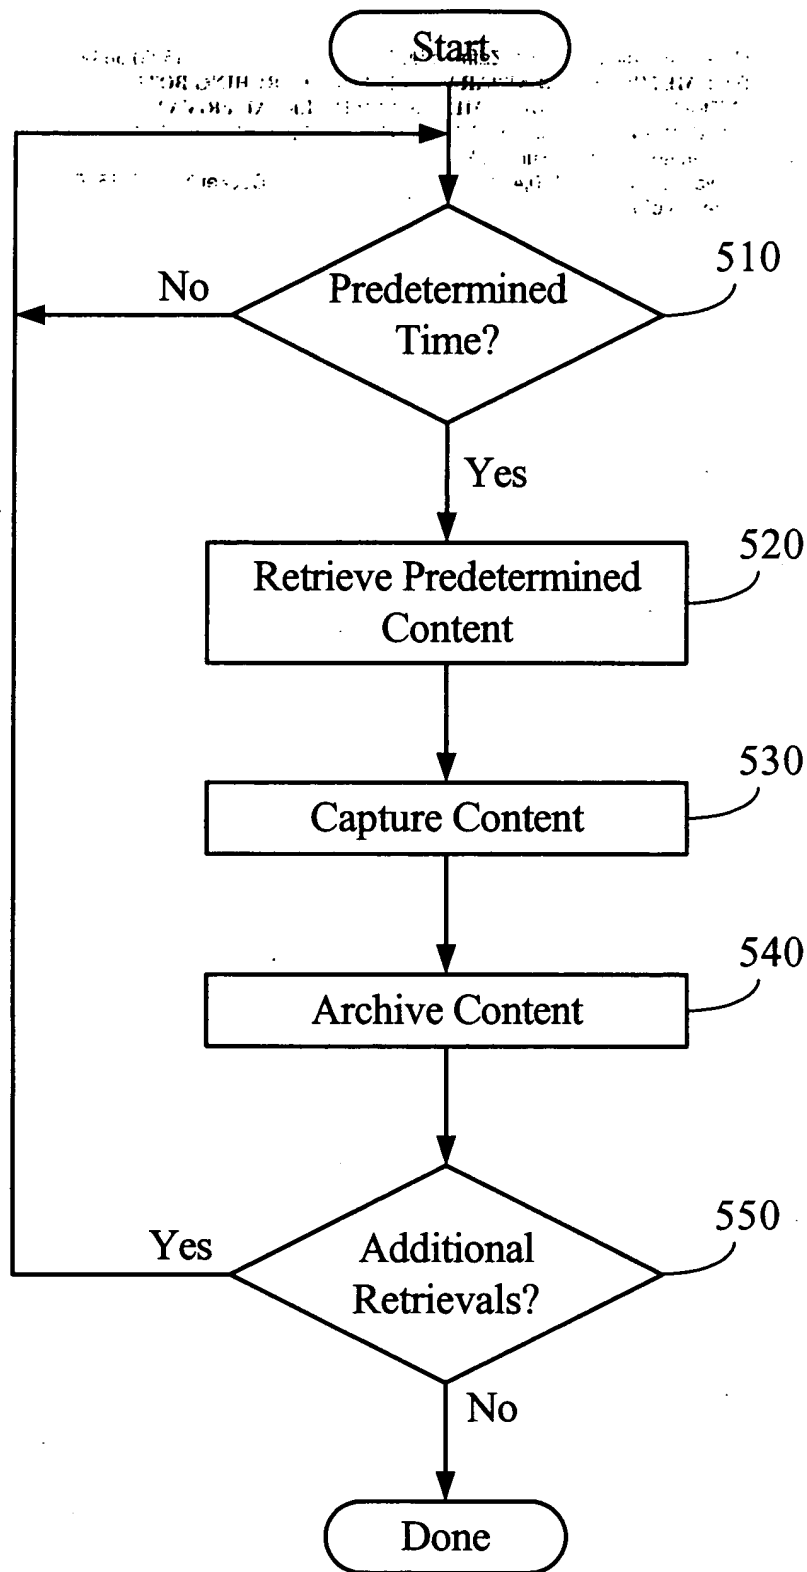 Start
510
No
Predetermined
Time?
Yes
520
Retrieve Predetermined
Content
530
Capture Content
540
Archive Content
550
Yes
Additional
Retrievals?
No
Done